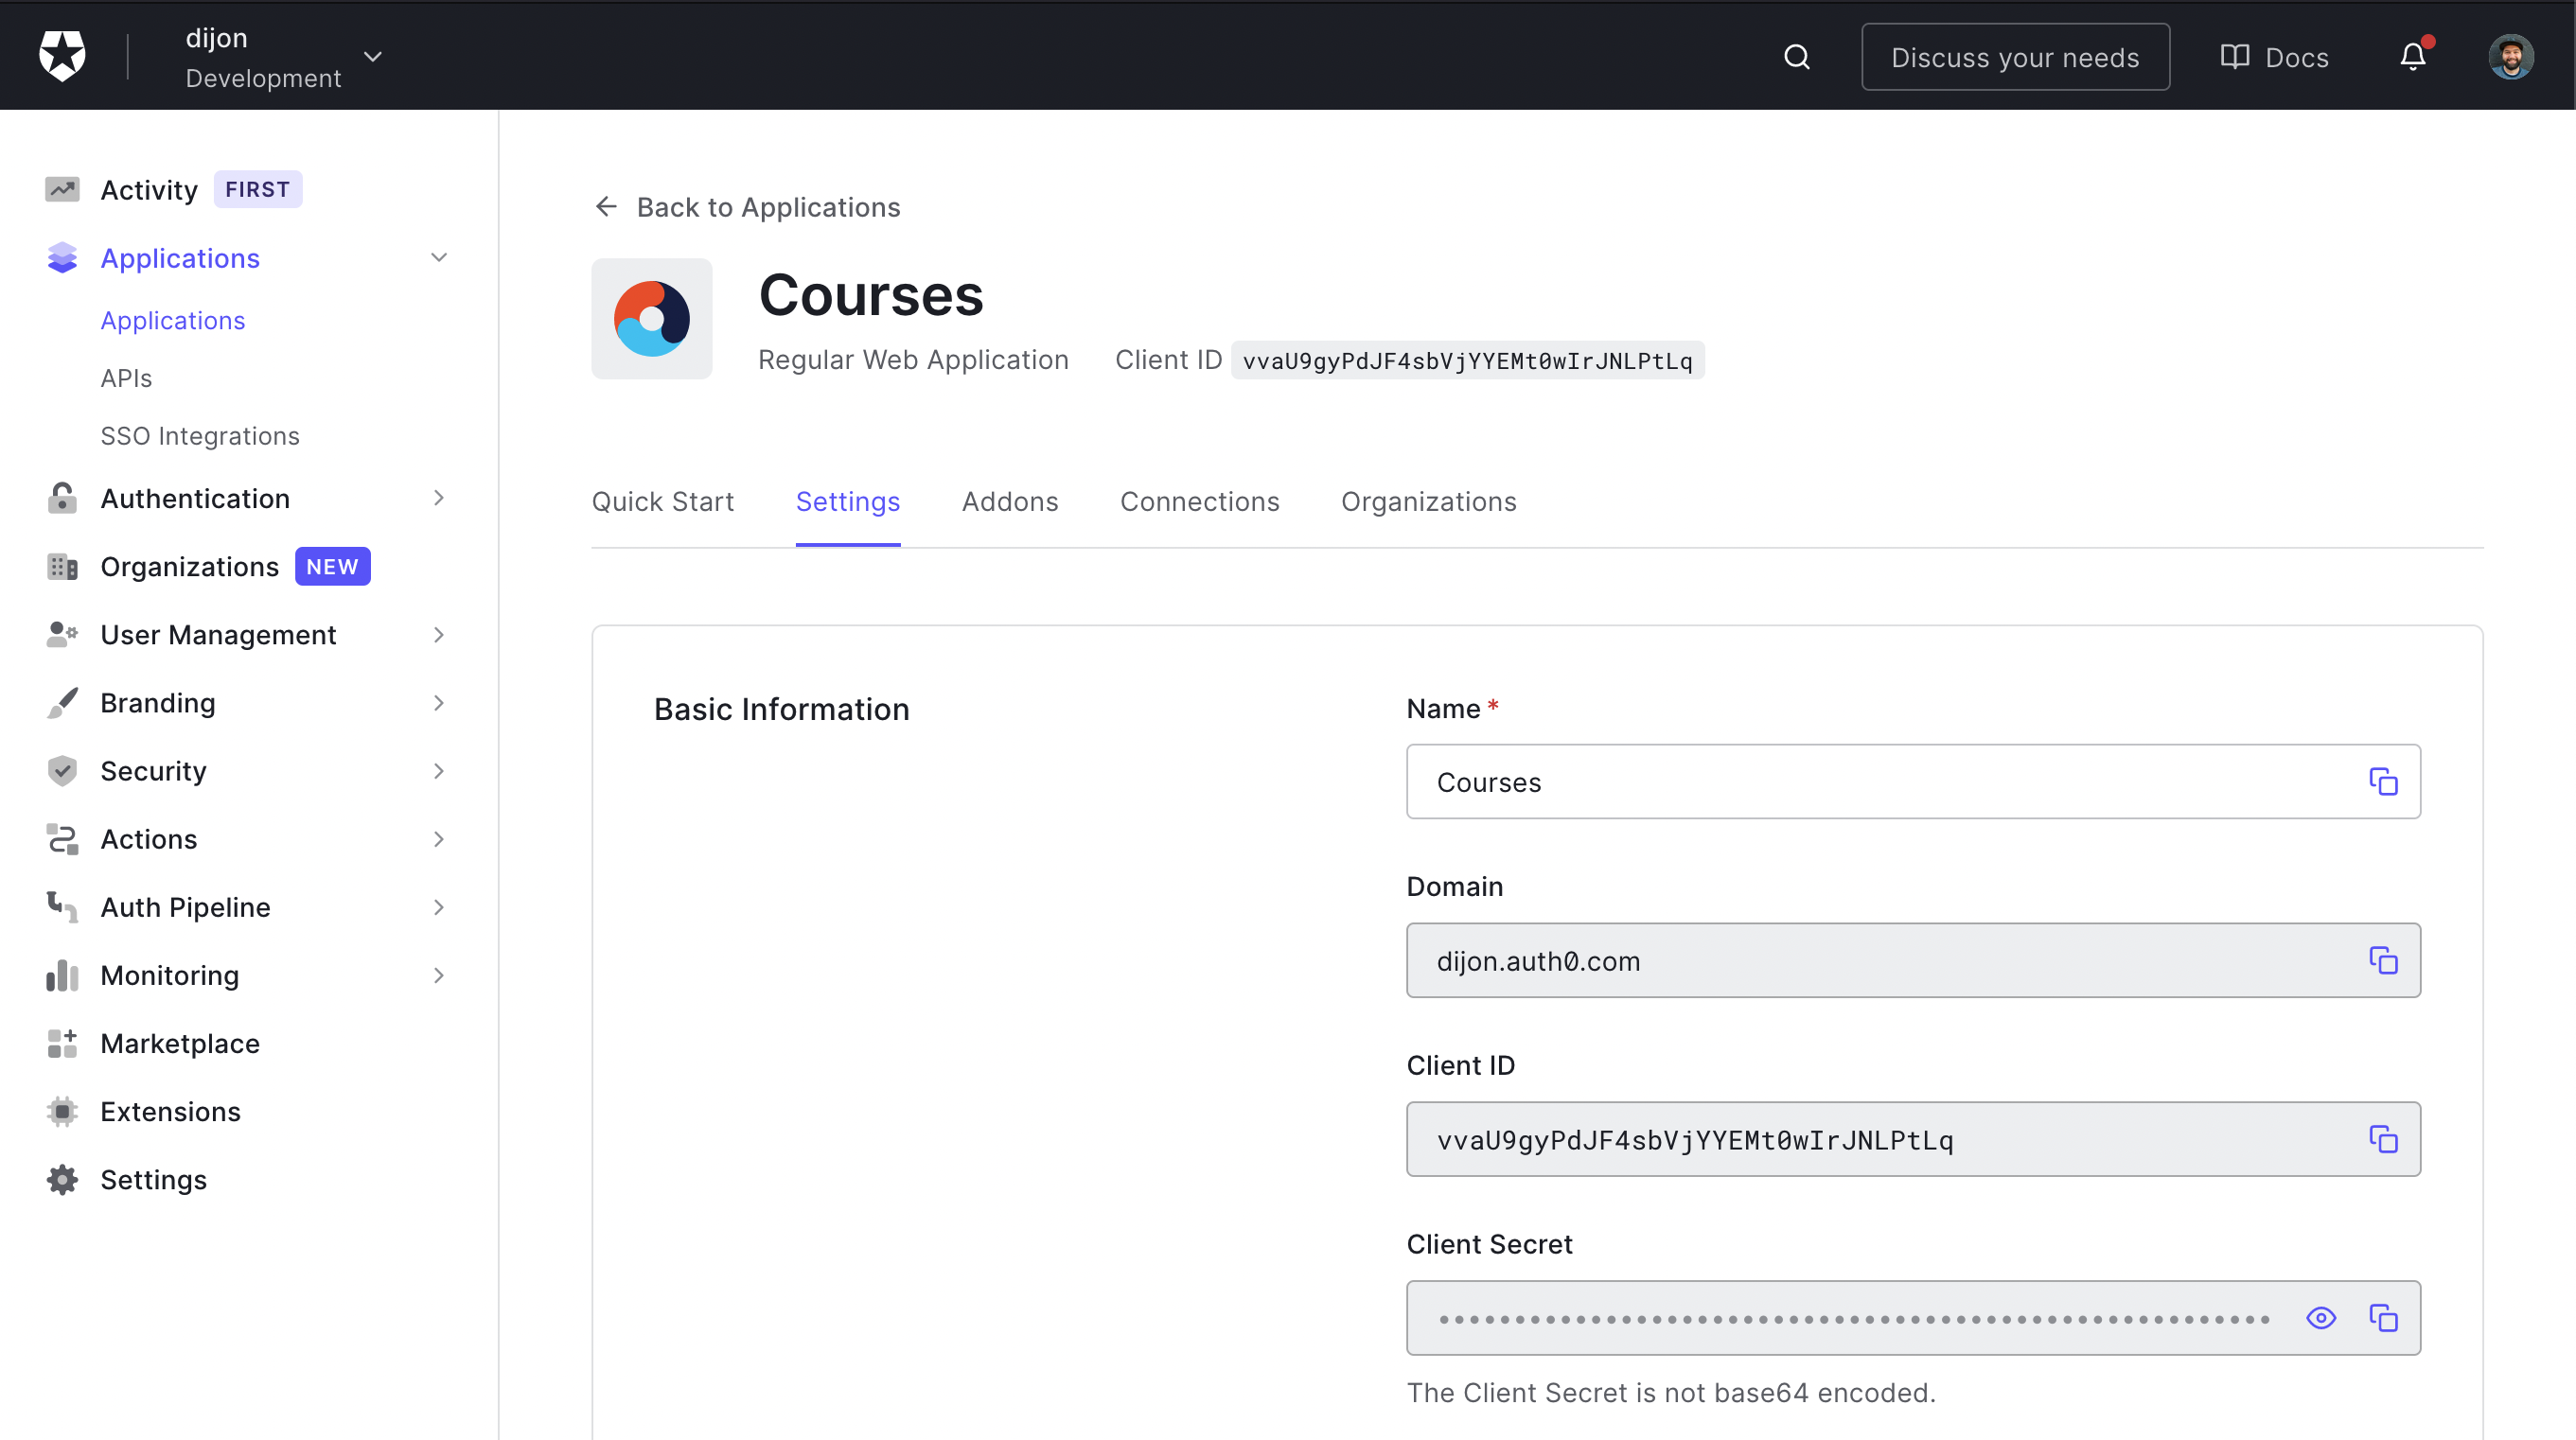 dijon
Development
Discuss your needs
Docs
Activity FIRST
Applications
Applications
APIs
SSO Integrations
Authentication
Organizations NEW
User Management
Branding
Security
Actions
Auth Pipeline
Monitoring
Marketplace
Extensions
Settings
Back to Applications
Courses
Regular Web Application Client ID vvaU9gyPdJF4sbVjYYEMt0wIrJNLPtLq
Quick Start Settings Addons Connections Organizations
Basic Information
Name *
Courses
Domain
dijon.auth0.com
Client ID
vvaU9gyPdJF4sbVjYYEMt0wIrJNLPtLq
Client Secret
The Client Secret is not base64 encoded.